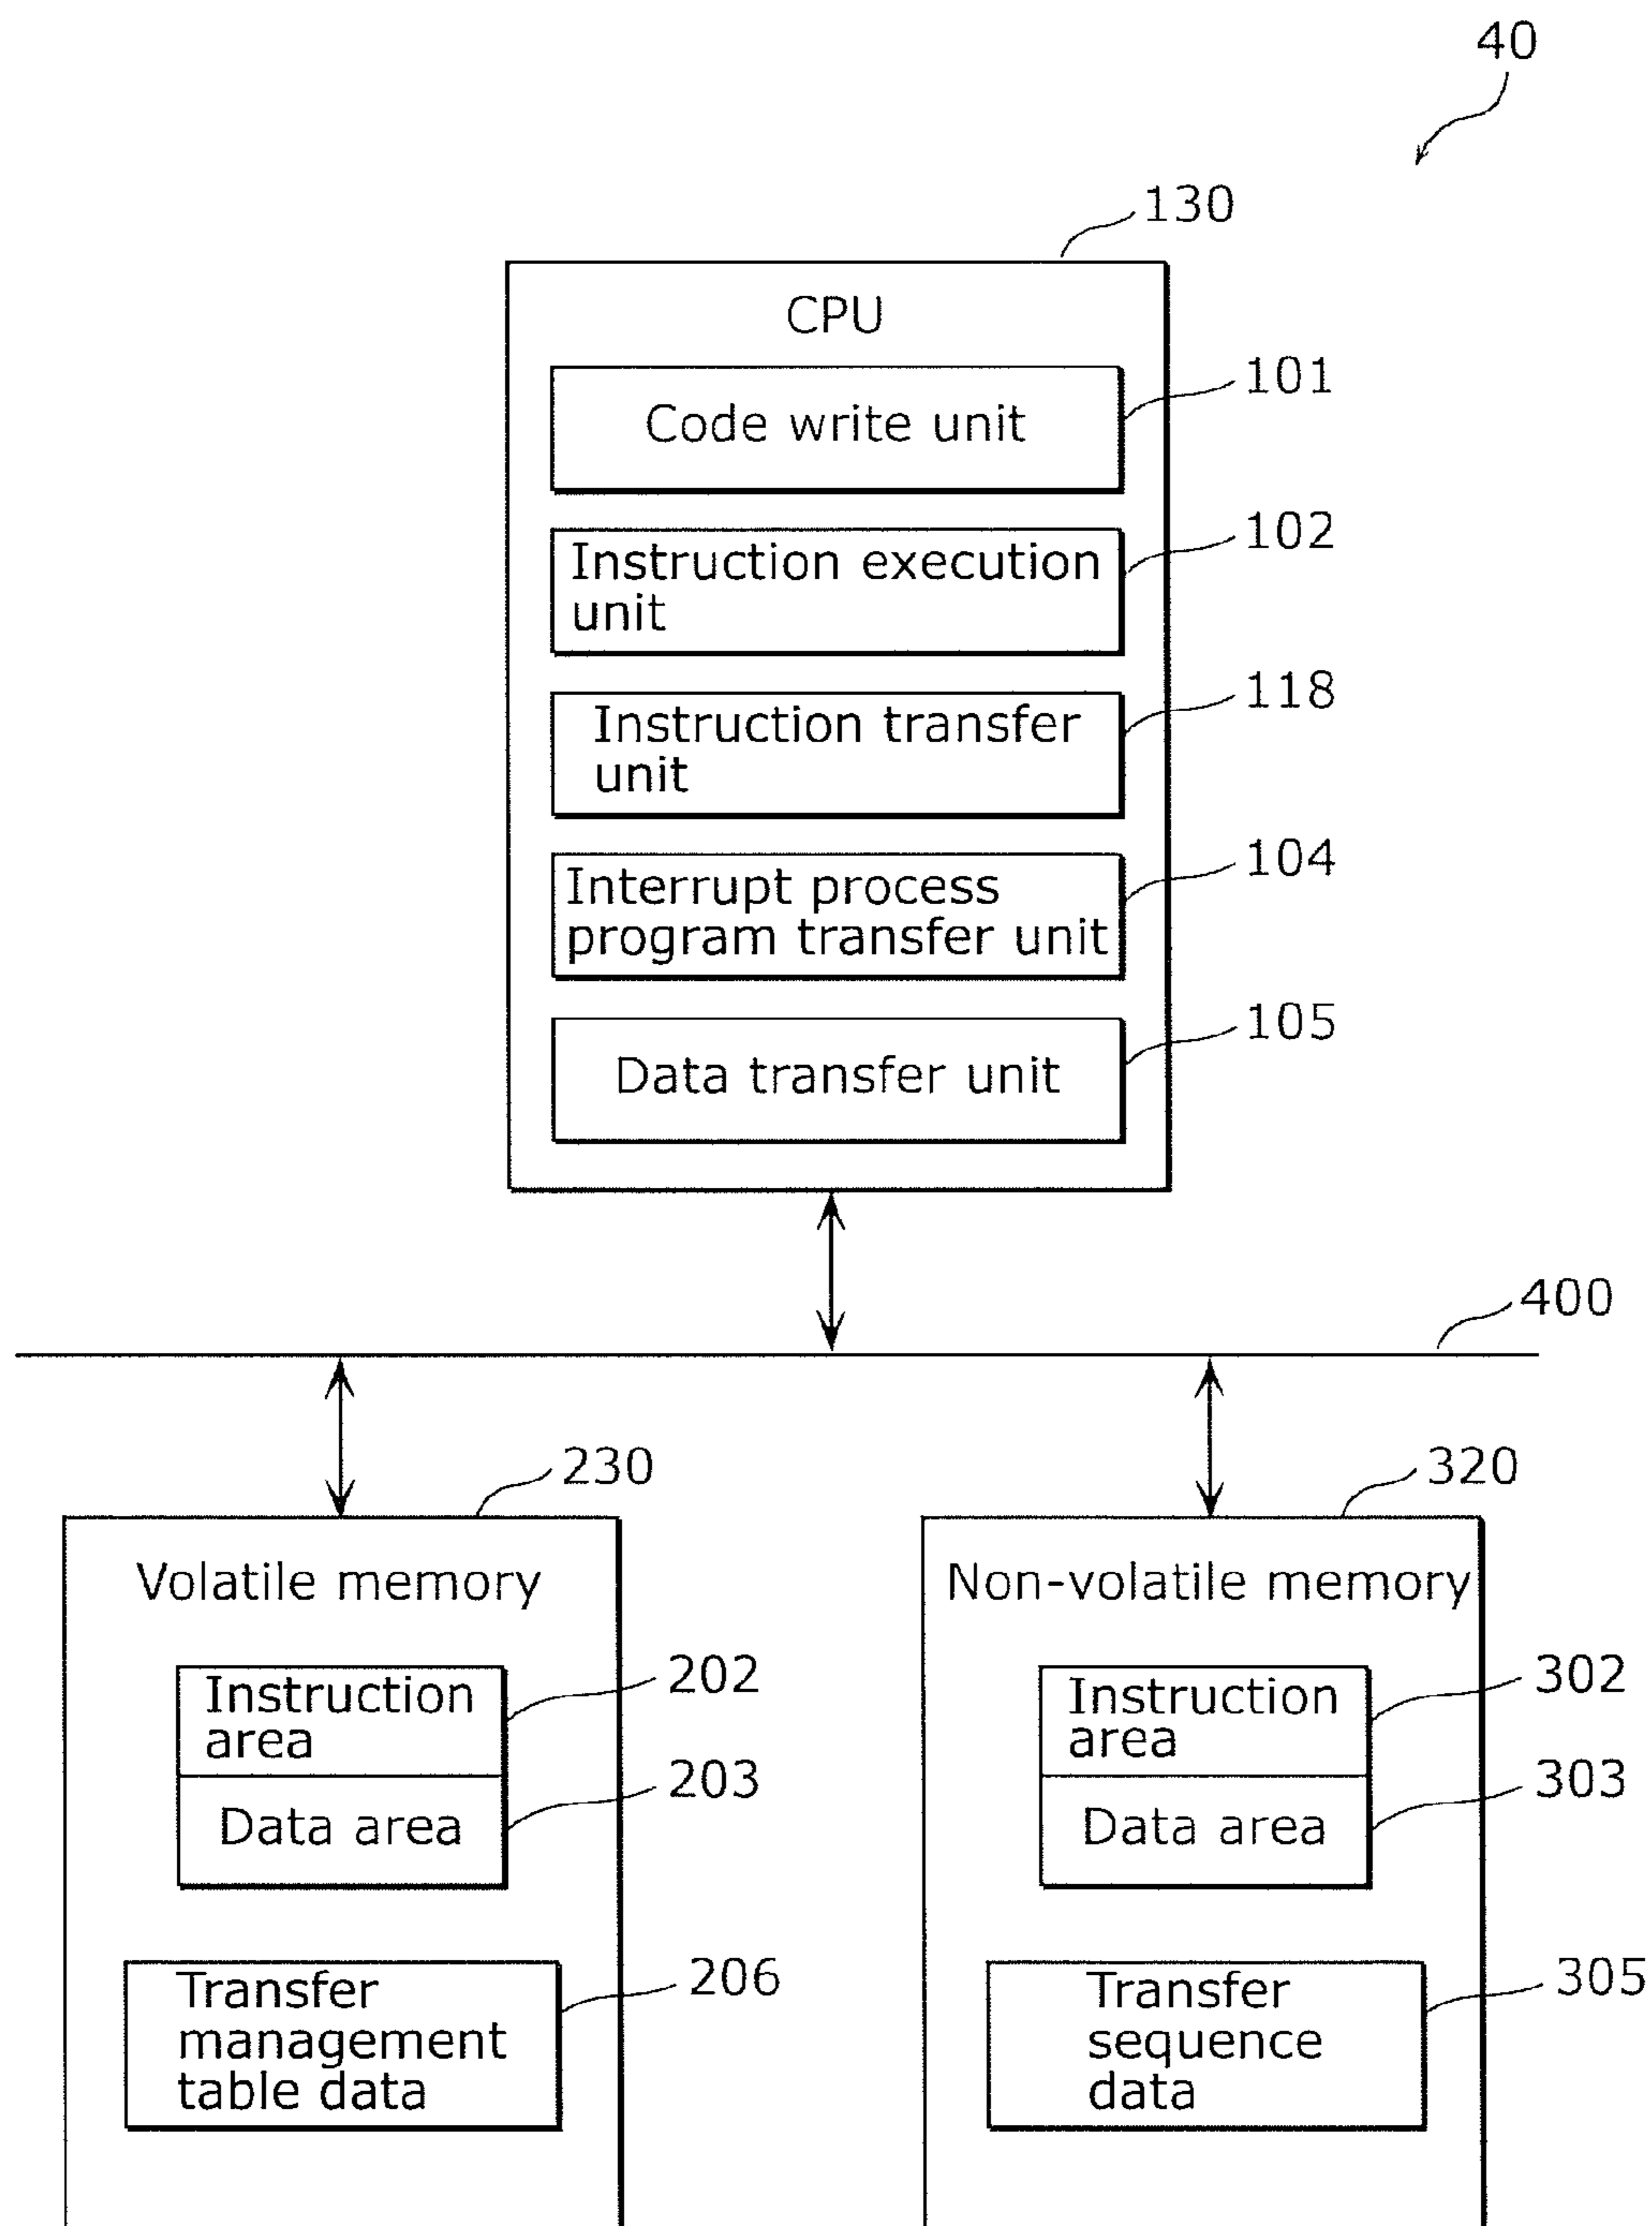 40
130
CPU
101
Code write unit
102
Instruction execution
unit
118
Instruction transfer
unit
104
Interrupt process
program transfer unit
105
Data transfer unit
400
230
320
Volatile memory
Non-volatile memory
Instruction
area
202
Data area
203
Instruction
area
302
Data area
303
Transfer
management
table data
206
Transfer
sequence
data
305